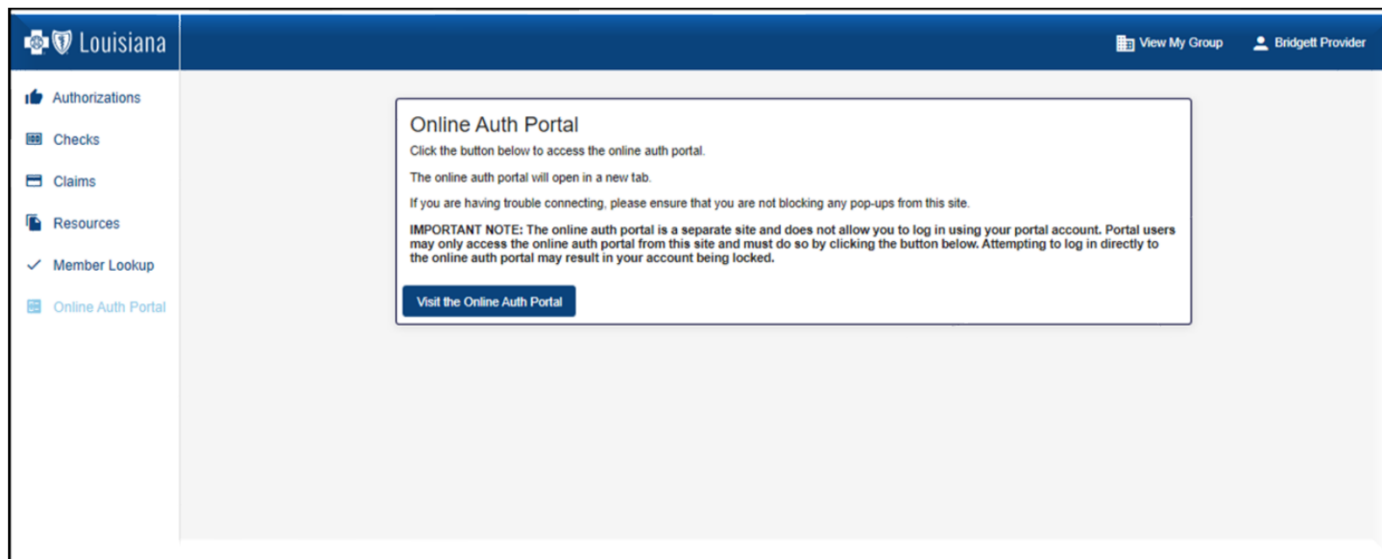 Louisiana
View My Group
Bridgett Provider
Authorizations
Checks
Claims
Resources
Member Lookup
Online Auth Portal
Online Auth Portal
Click the button below to access the online auth portal.
The online auth portal will open in a new tab.
If you are having trouble connecting, please ensure that you are not blocking any pop-ups from this site.
IMPORTANT NOTE: The online auth portal is a separate site and does not allow you to log in using your portal account. Portal users
may only access the online auth portal from this site and must do so by clicking the button below. Attempting to log in directly to
the online auth portal may result in your account being locked.
Visit the Online Auth Portal